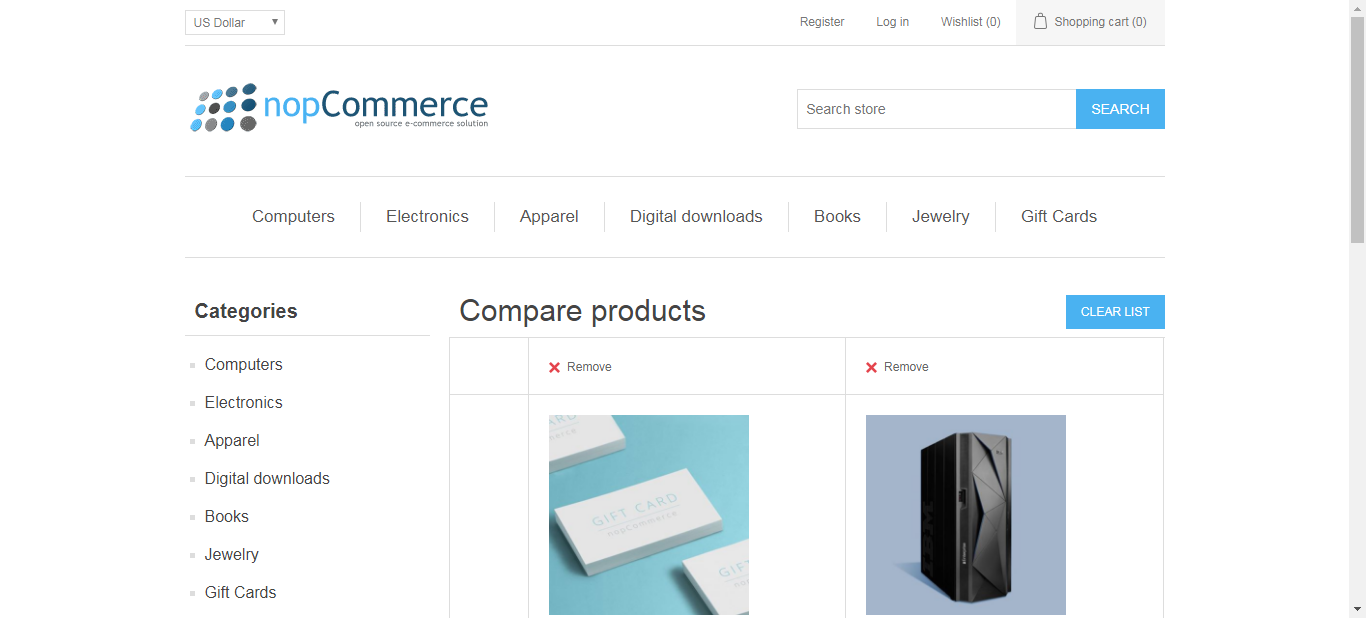 US Dollar
Register
Log in
Wishlist (0)
Shopping cart (0)
nopCommerce
open source e-commerce solution
Search store
SEARCH
Computers
Electronics
Apparel
Digital downloads
Books
Jewelry
Gift Cards
Categories
Computers
Electronics
Apparel
Digital downloads
Books
Jewelry
Gift Cards
Compare products
CLEAR LIST
Remove
Remove
GIFT CARD
nopCommerce
IBM